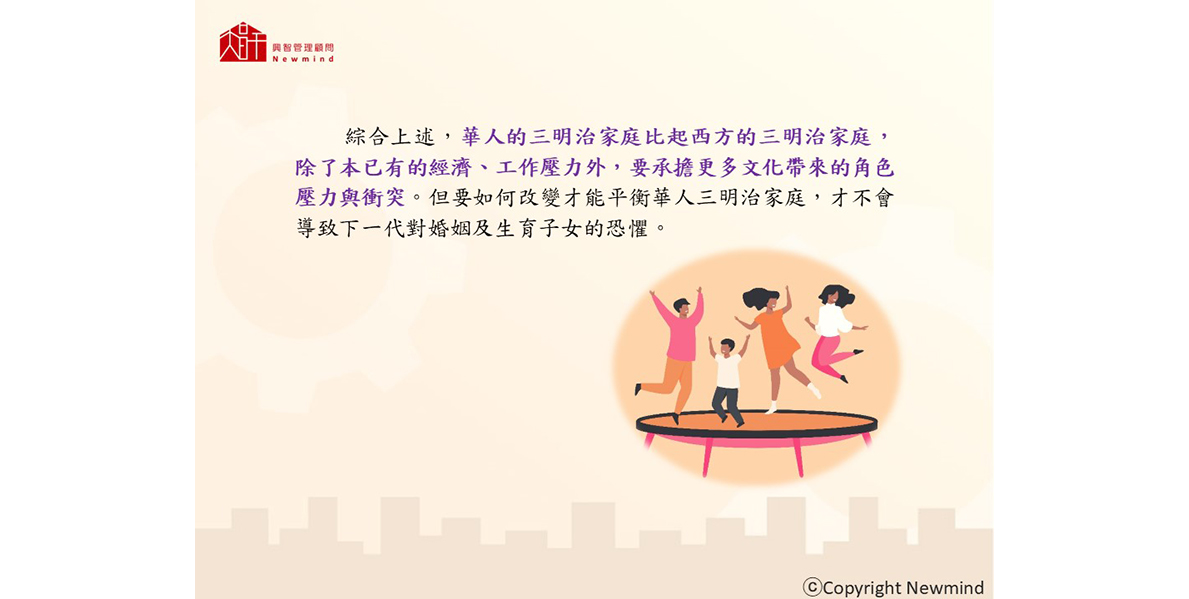 興智管理顧問
Newmind
綜合上述，華人的三明治家庭比起西方的三明治家庭，
除了本已有的經濟、工作壓力外，要承擔更多文化帶來的角色
壓力與衝突。但要如何改變才能平衡華人三明治家庭，才不會
導致下一代對婚姻及生育子女的恐懼。
ⓒCopyright Newmind